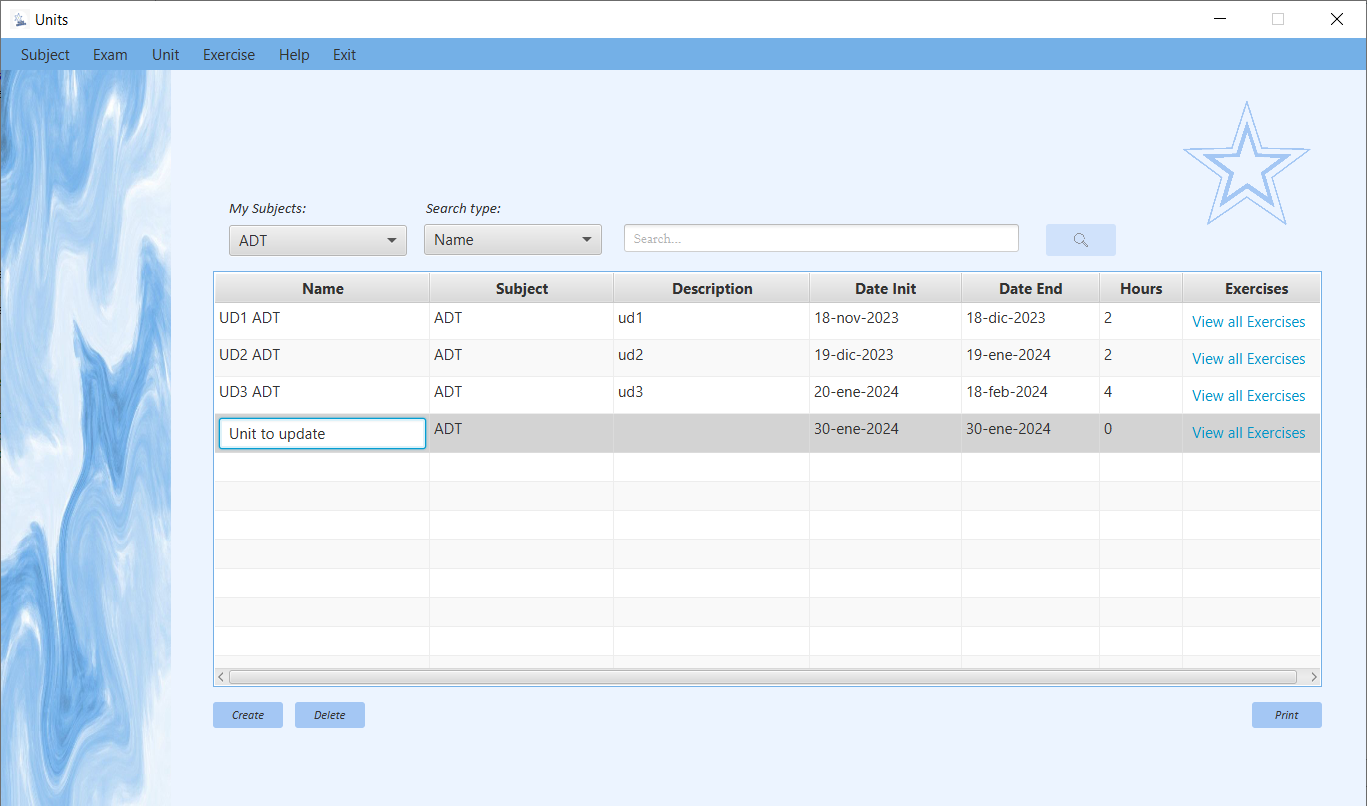 Units
Subject Exam Unit Exercise Help Exit
My Subjects: Search type:
ADT Name Search...
Name Subject Description Date Init Date End Hours Exercises
UD1 ADT ADT ud1 18-nov-2023 18-dic-2023 2 View all Exercises
UD2 ADT ADT ud2 19-dic-2023 19-ene-2024 2 View all Exercises
UD3 ADT ADT ud3 20-ene-2024 18-feb-2024 4 View all Exercises
Unit to update ADT 30-ene-2024 30-ene-2024 0 View all Exercises
Create Delete Print